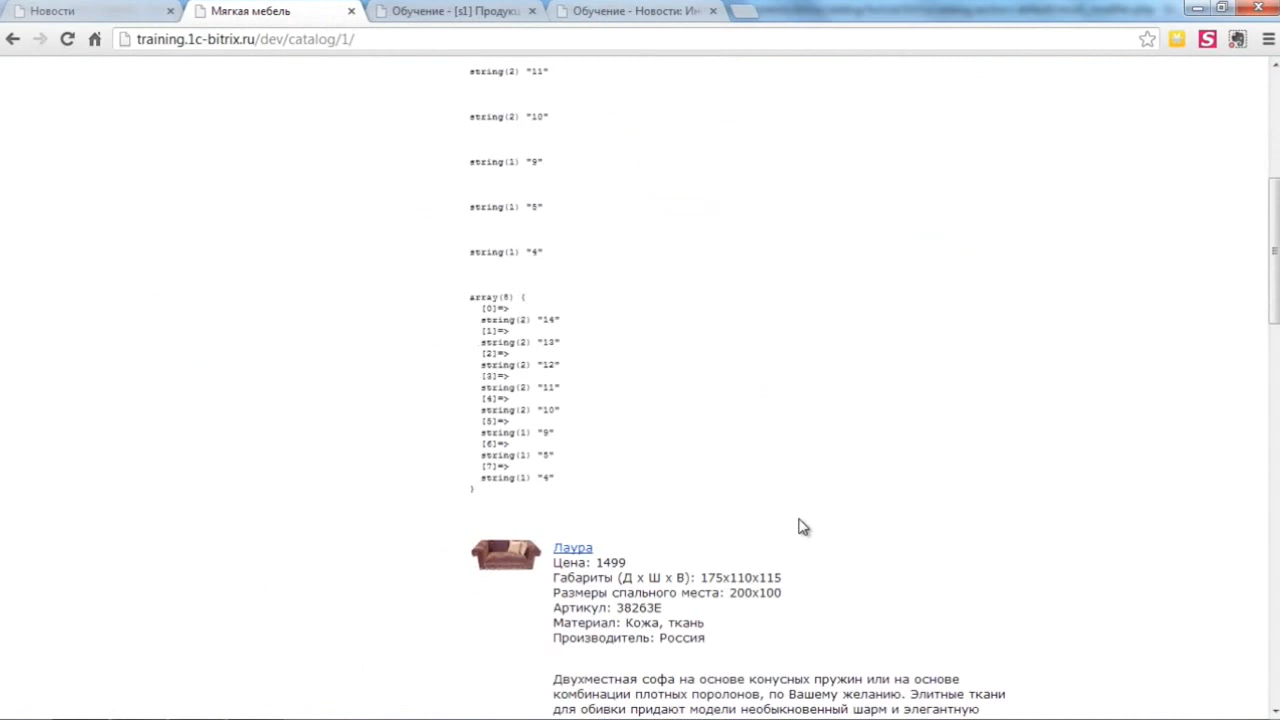 Новости
Мягкая мебель
Обучение - [s1] Продукц
Обучение - Новости: Ин
training.1c-bitrix.ru/dev/catalog/1/
string(2) "11"
string(2) "10"
string(1) "9"
string(1) "5"
string(1) "4"
array(8) {
[0]=>
string(2) "14"
[1]=>
string(2) "13"
[2]=>
string(2) "12"
[3]=>
string(2) "11"
[4]=>
string(2) "10"
[5]=>
string(1) "9"
[6]=>
string(1) "5"
[7]=>
string(1) "4"
}
Лаура
Цена: 1499
Габариты (Д x Ш x В): 175x110x115
Размеры спального места: 200x100
Артикул: 38263E
Материал: Кожа, ткань
Производитель: Россия
Двухместная софа на основе конусных пружин или на основе
комбинации плотных поролонов, по Вашему желанию. Элитные ткани
для обивки придают модели необыкновенный шарм и элегантную